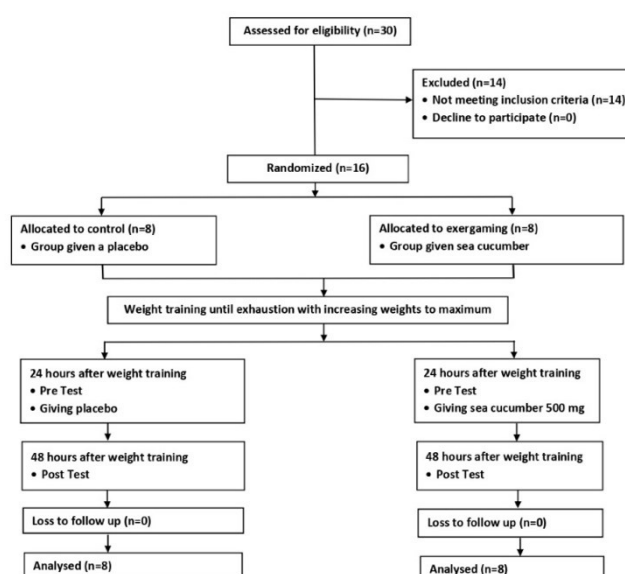 Assessed for eligibility (n=30)
Excluded (n=14)
• Not meeting inclusion criteria (n=14)
• Decline to participate (n=0)
Randomized (n=16)
Allocated to control (n=8)
• Group given a placebo
Allocated to exergaming (n=8)
• Group given sea cucumber
Weight training until exhaustion with increasing weights to maximum
24 hours after weight training
• Pre Test
• Giving placebo
24 hours after weight training
• Pre Test
• Giving sea cucumber 500 mg
48 hours after weight training
• Post Test
48 hours after weight training
• Post Test
Loss to follow up (n=0)
Loss to follow up (n=0)
Analysed (n=8)
Analysed (n=8)